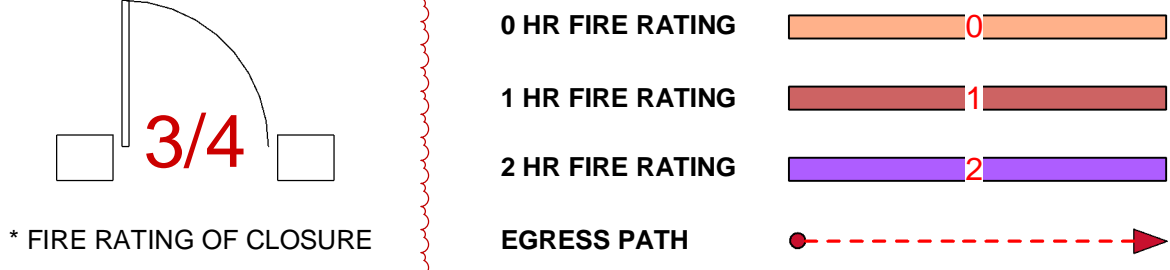 3/4
* FIRE RATING OF CLOSURE
0 HR FIRE RATING 0
1 HR FIRE RATING 1
2 HR FIRE RATING 2
EGRESS PATH